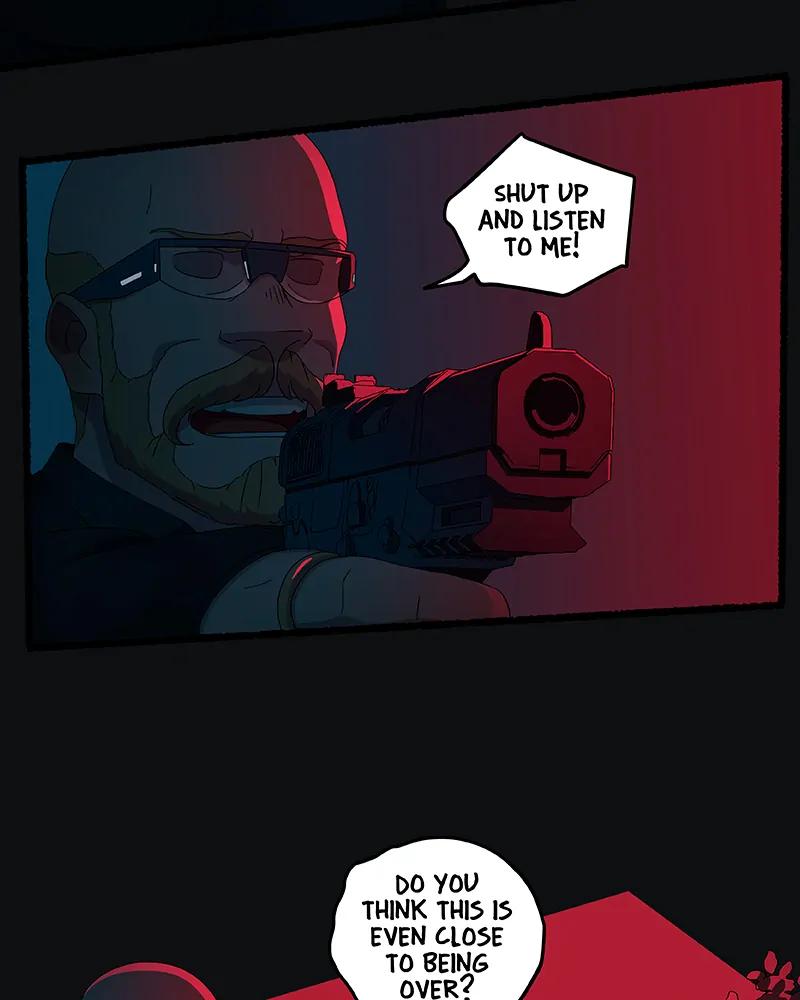 SHUT UP
AND LISTEN
TO ME!
DO YOU
THINK THIS IS
EVEN CLOSE
TO BEING
OVER?